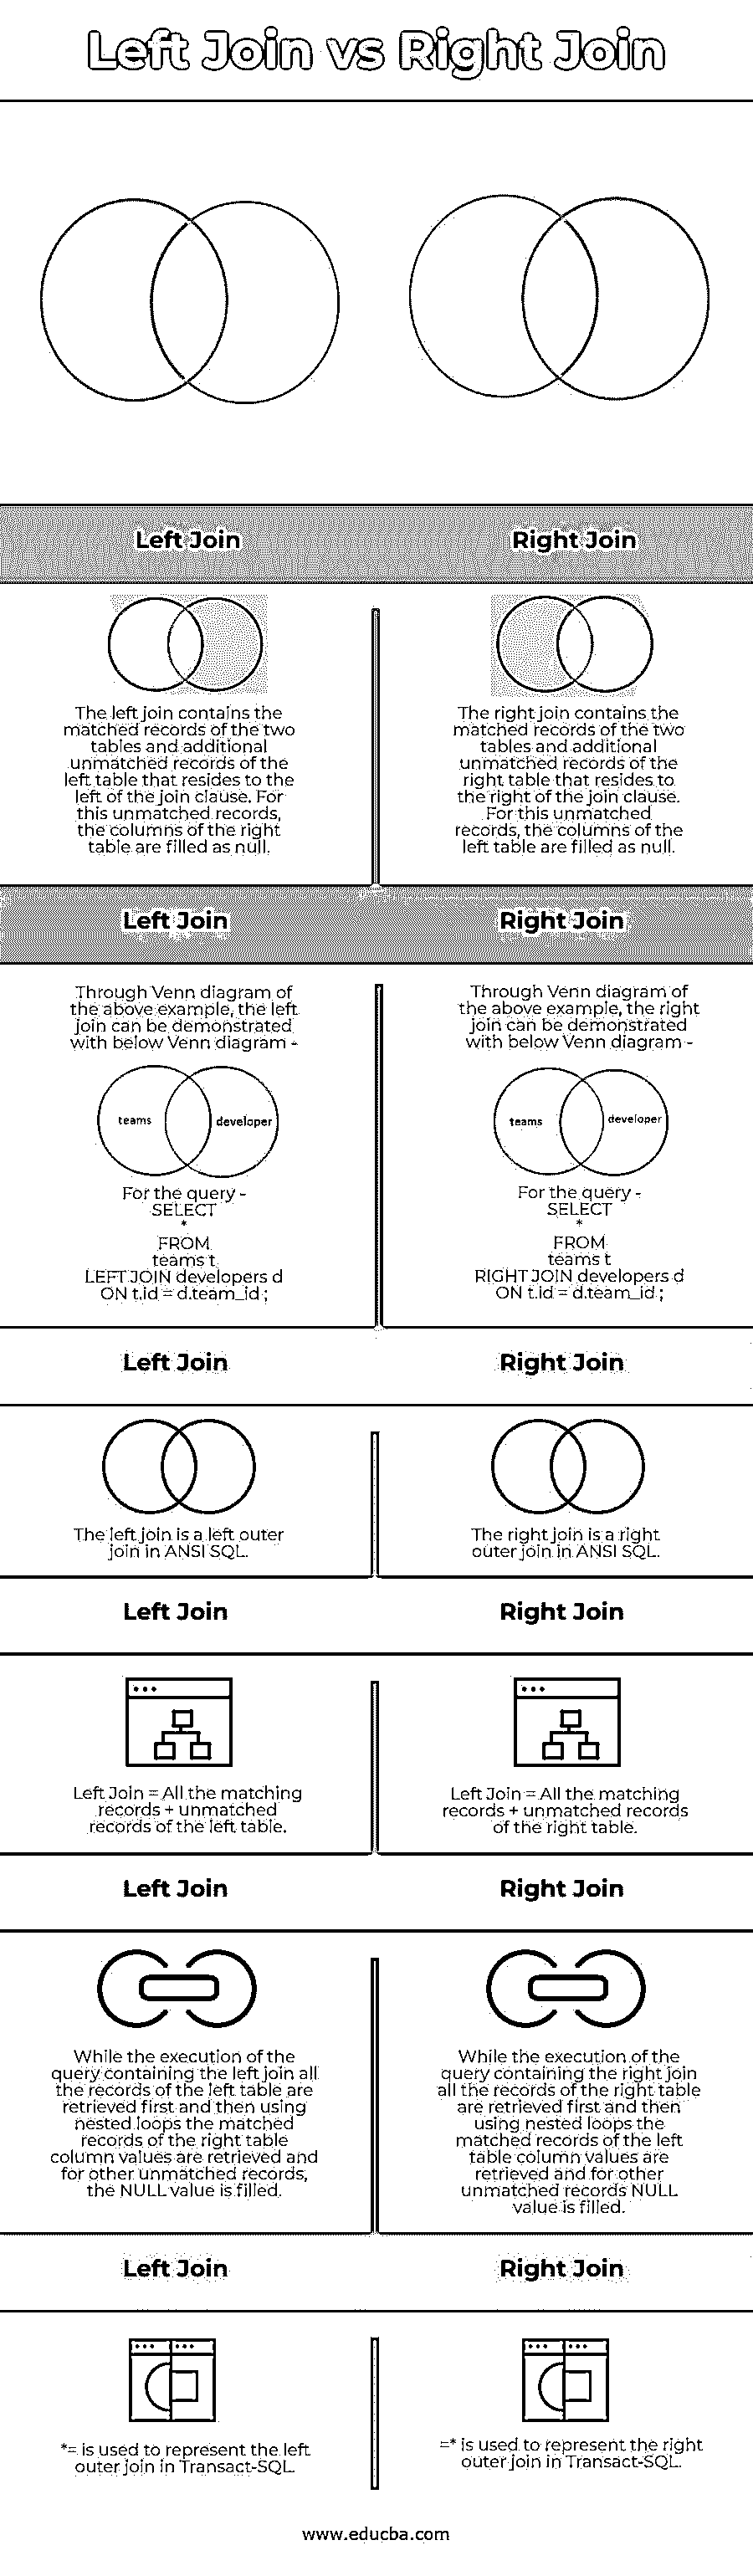 Left Join vs Right Join
Left Join
Right Join
The left join contains the
matched records of the two
tables and additional
unmatched records of the
left table that resides to the
left of the join clause. For
this unmatched records,
the columns of the right
table are filled as null.
The right join contains the
matched records of the two
tables and additional
unmatched records of the
right table that resides to
the right of the join clause.
For this unmatched
records, the columns of the
left table are filled as null.
Left Join
Right Join
Through Venn diagram of
the above example, the left
join can be demonstrated
with below Venn diagram -
teams
developer
For the query -
SELECT
*
FROM
teams t
LEFT JOIN developers d
ON t.id = d.team_id ;
Through Venn diagram of
the above example, the right
join can be demonstrated
with below Venn diagram -
teams
developer
For the query -
SELECT
*
FROM
teams t
RIGHT JOIN developers d
ON t.id = d.team_id ;
Left Join
Right Join
The left join is a left outer
join in ANSI SQL.
The right join is a right
outer join in ANSI SQL.
Left Join
Right Join
Left Join = All the matching
records + unmatched
records of the left table.
Left Join = All the matching
records + unmatched records
of the right table.
Left Join
Right Join
While the execution of the
query containing the left join all
the records of the left table are
retrieved first and then using
nested loops the matched
records of the right table
column values are retrieved and
for other unmatched records,
the NULL value is filled.
While the execution of the
query containing the right join
all the records of the right table
are retrieved first and then
using nested loops the
matched records of the left
table column values are
retrieved and for other
unmatched records NULL
value is filled.
Left Join
Right Join
*= is used to represent the left
outer join in Transact-SQL.
=* is used to represent the right
outer join in Transact-SQL.
www.educba.com